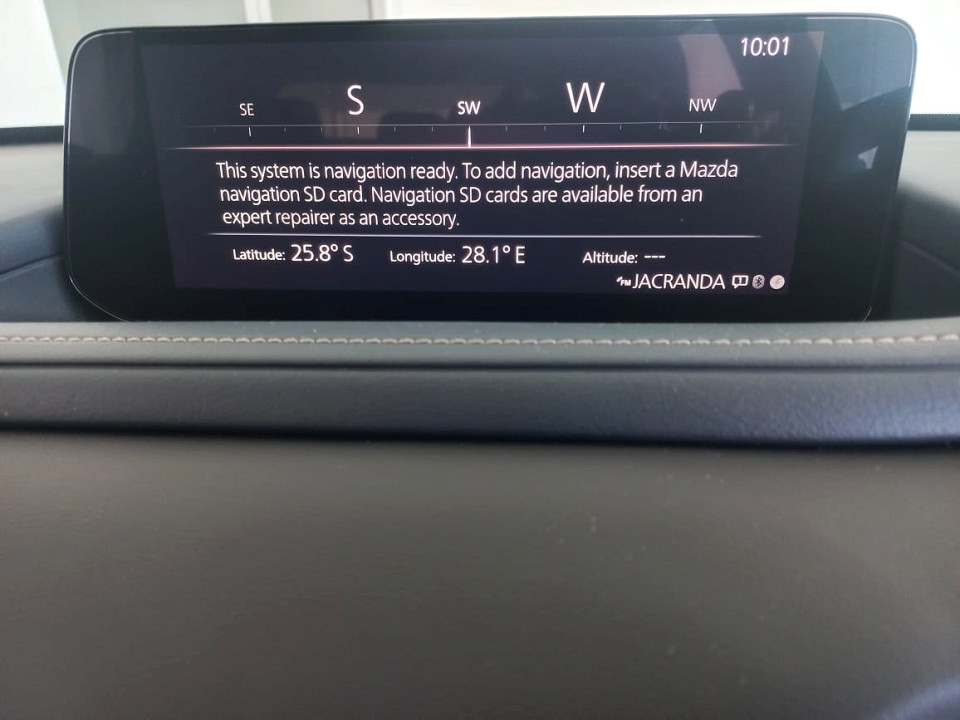 10:01
SE S SW W NW
This system is navigation ready. To add navigation, insert a Mazda
navigation SD card. Navigation SD cards are available from an
expert repairer as an accessory.
Latitude: 25.8° S Longitude: 28.1° E Altitude: ---
FM JACRANDA